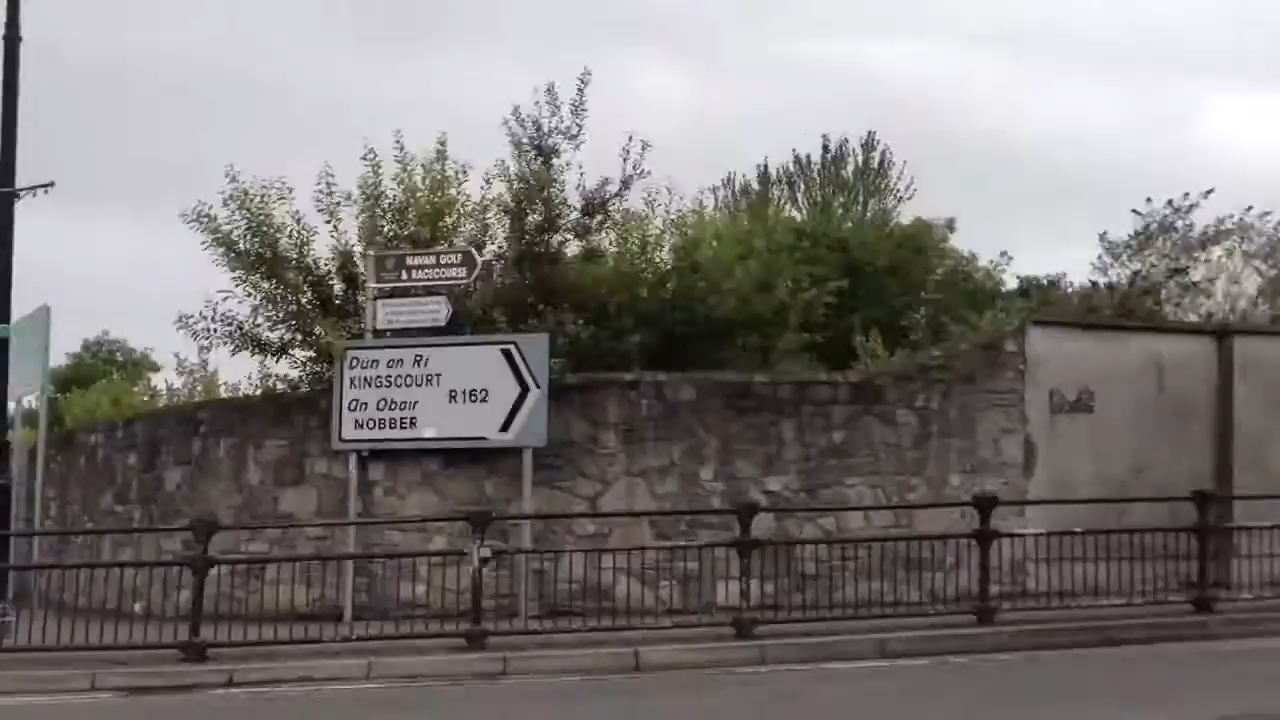 NAVAN GOLF
& RACECOURSE
Dún an Rí
KINGSCOURT
An Obair
NOBBER
R162